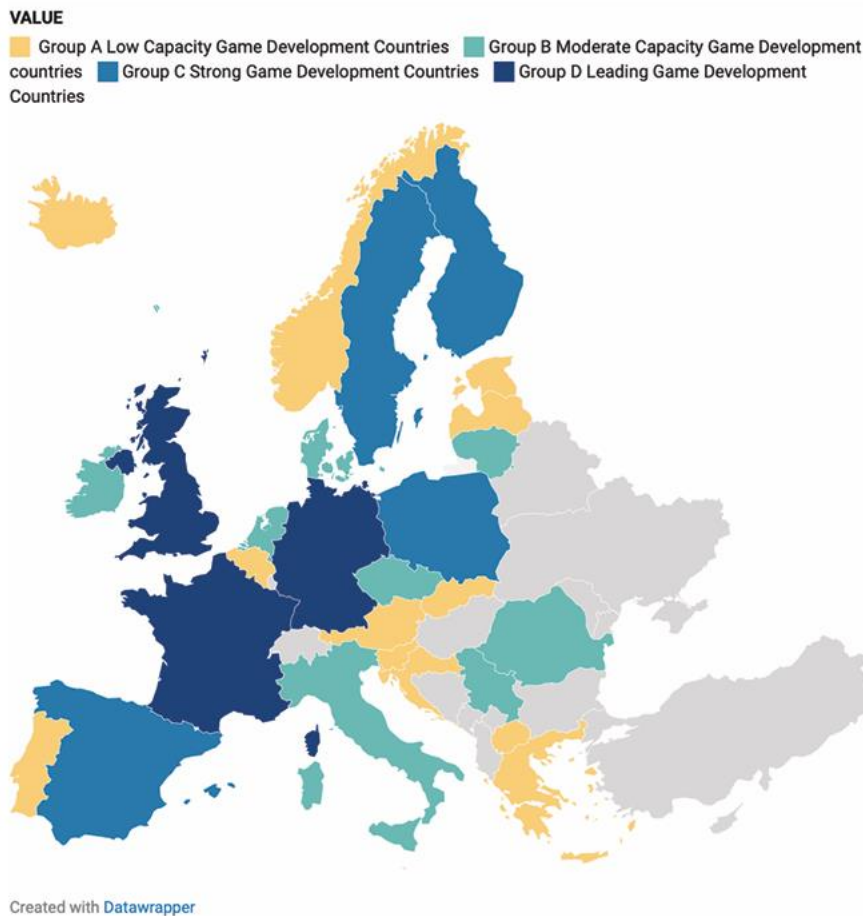 VALUE
Group A Low Capacity Game Development Countries Group B Moderate Capacity Game Development
countries Group C Strong Game Development Countries Group D Leading Game Development
Countries
Created with Datawrapper